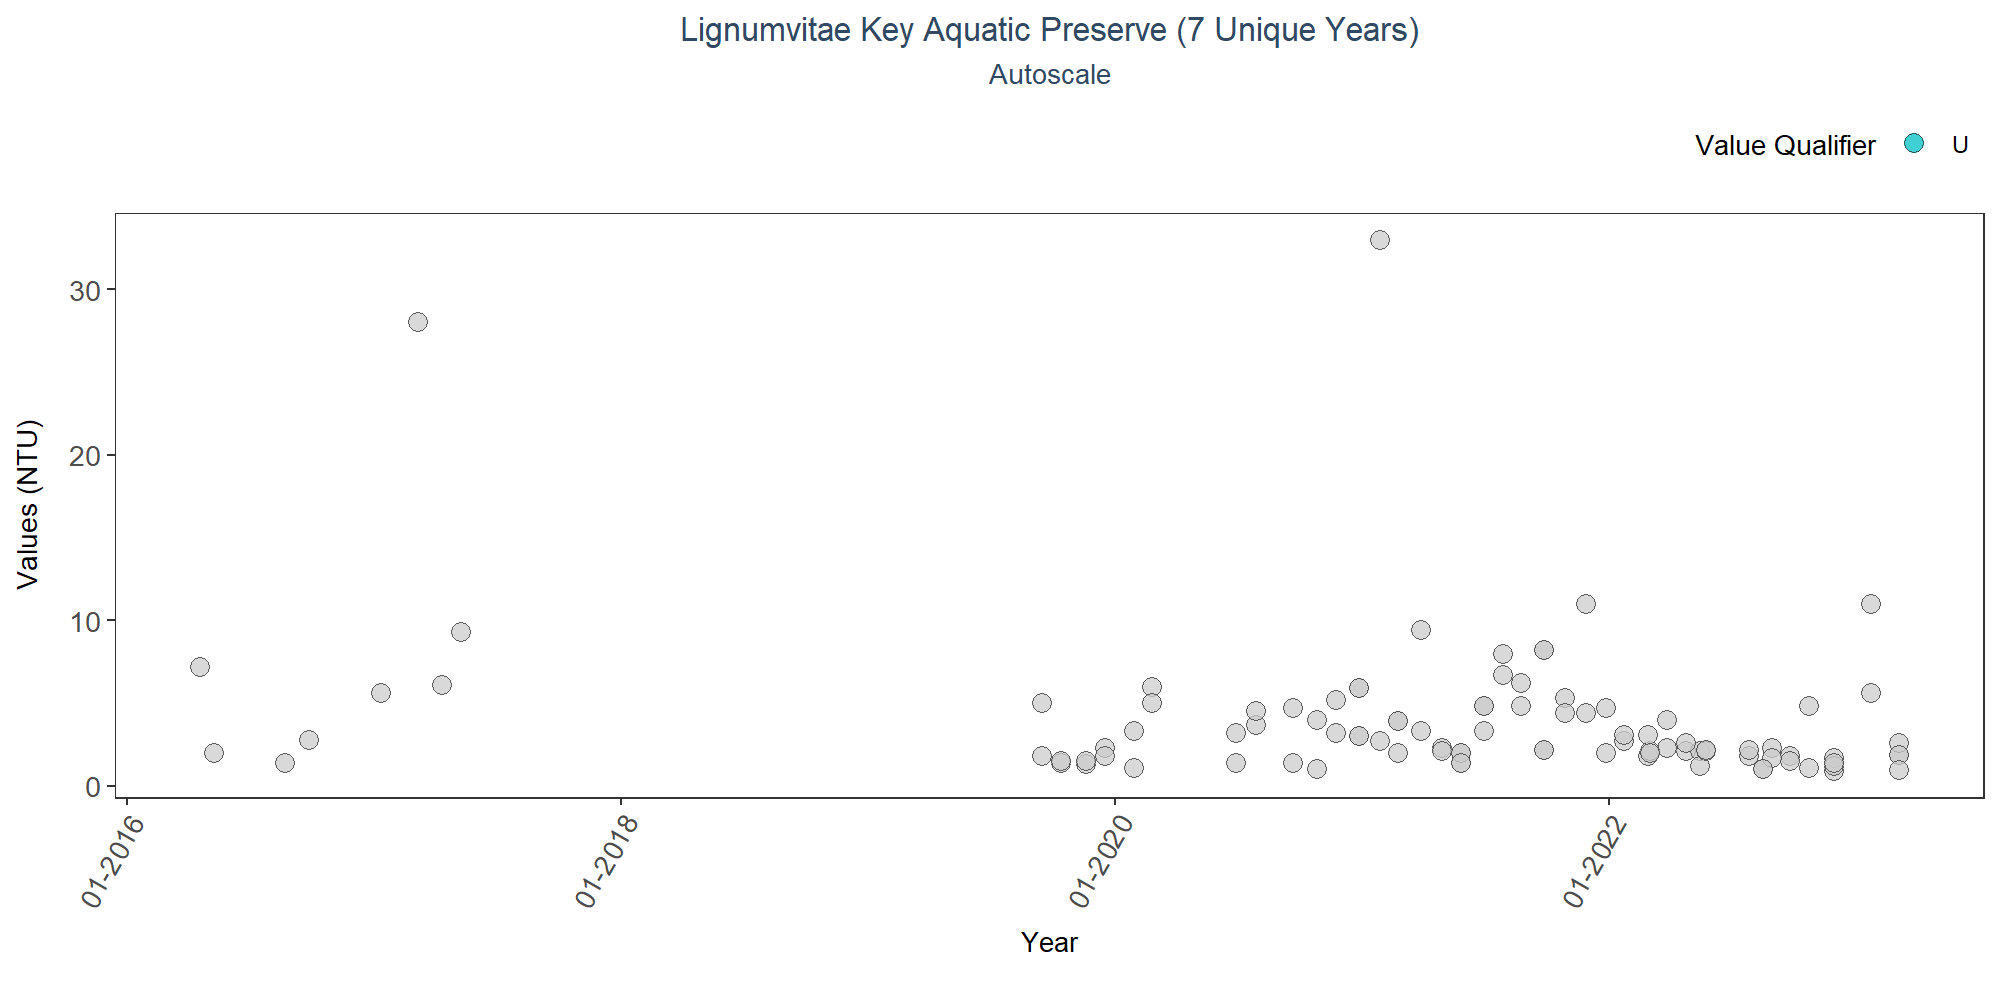 Lignumvitae Key Aquatic Preserve (7 Unique Years)
Autoscale
Value Qualifier U
Values (NTU)
30
20
10
0
01-2016 01-2018 01-2020 01-2022
Year